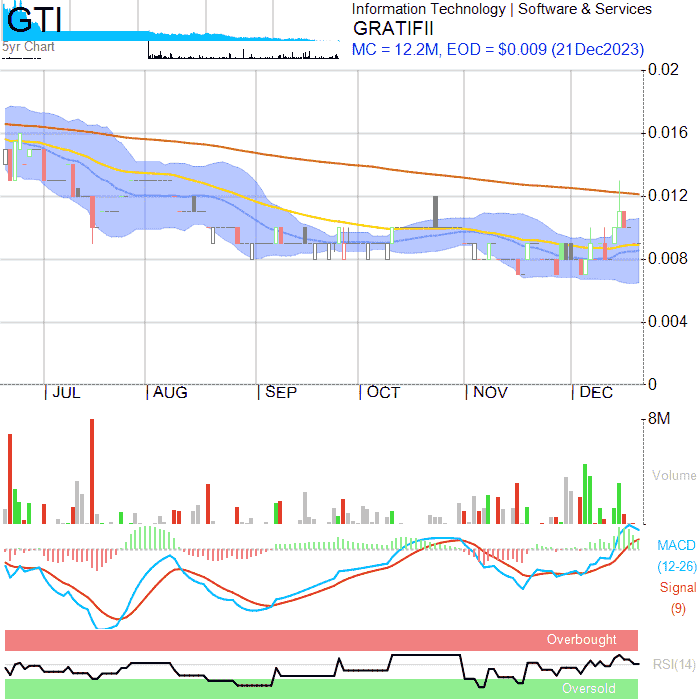 GTI
5yr Chart
Information Technology | Software & Services
GRATIFII
MC = 12.2M, EOD = $0.009 (21Dec2023)
0.02
0.016
0.012
0.008
0.004
0
JUL AUG SEP OCT NOV DEC
8M
Volume
MACD
(12-26)
Signal
(9)
Overbought
RSI(14)
Oversold